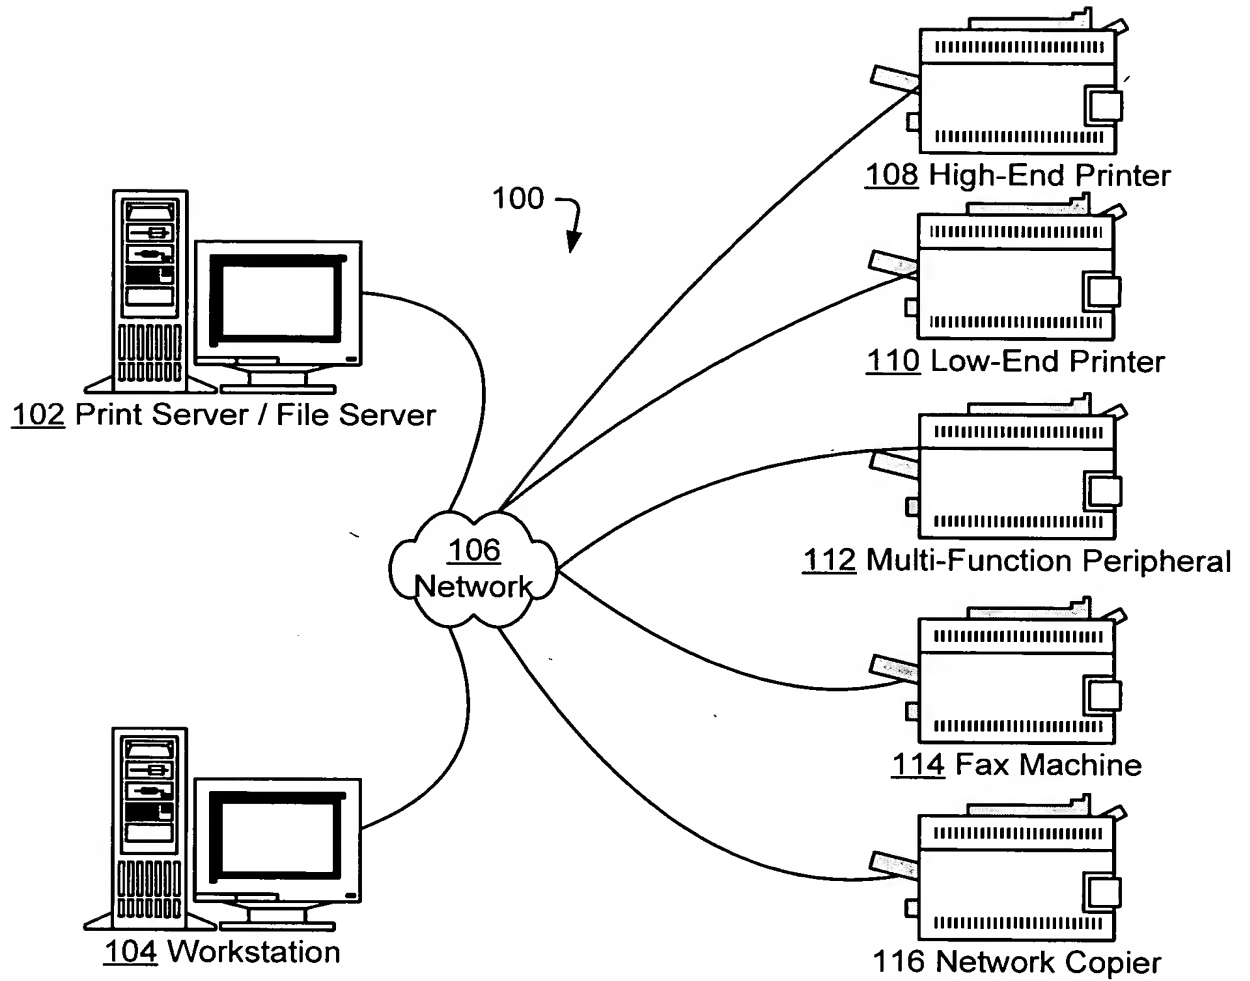 108 High-End Printer
100
110 Low-End Printer
102 Print Server / File Server
106
Network
112 Multi-Function Peripheral
114 Fax Machine
104 Workstation
116 Network Copier